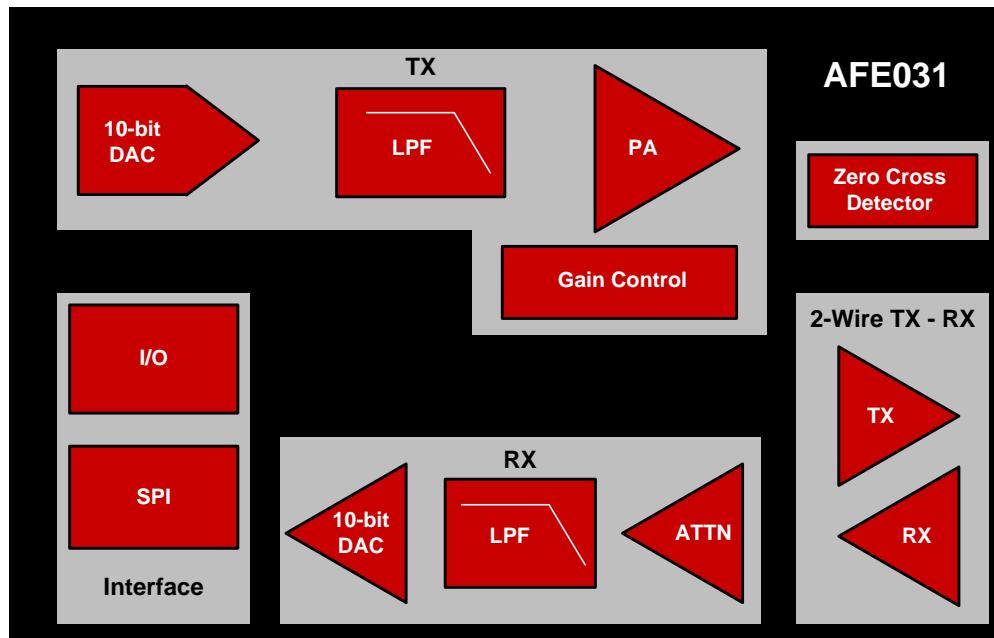 TX
AFE031
10-bit
DAC
LPF
PA
Zero Cross
Detector
Gain Control
2-Wire TX - RX
I/O
TX
SPI
RX
10-bit
DAC
LPF
ATTN
RX
Interface